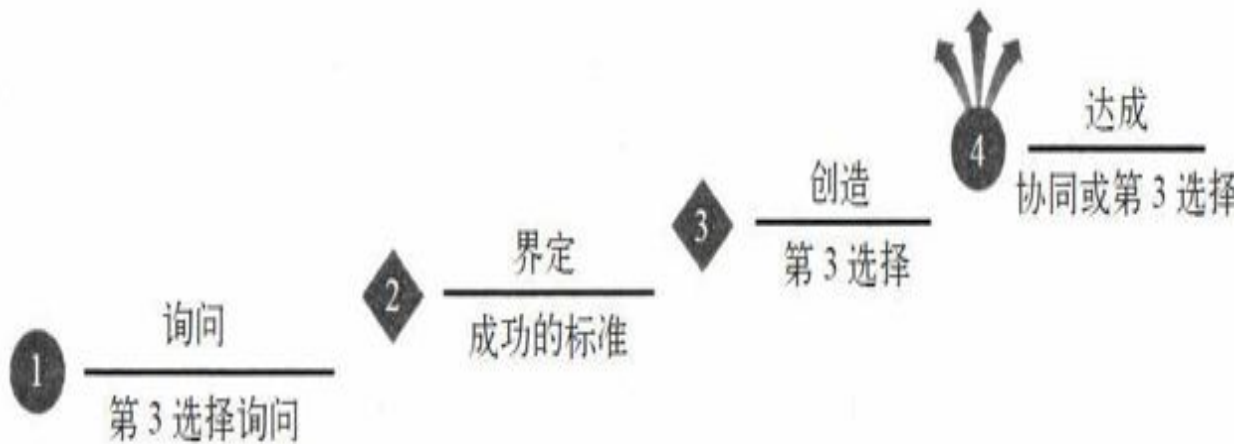 1
询问
第 3 选择询问
2
界定
成功的标准
3
创造
第 3 选择
4
达成
协同或第 3 选择